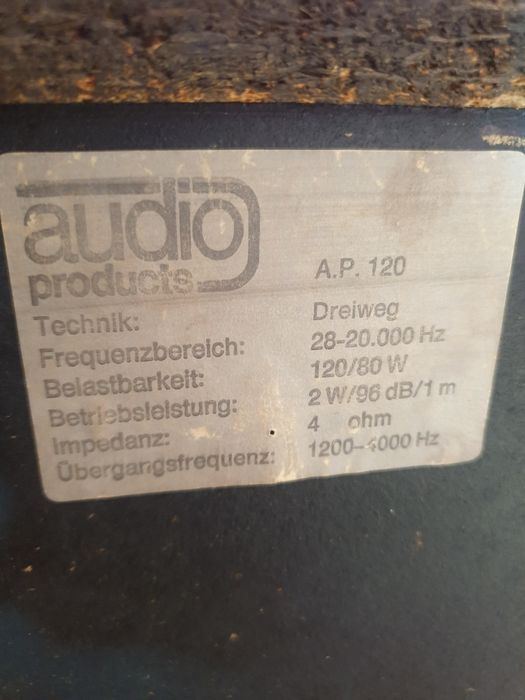 audio
products
A.P. 120
Technik: Dreiweg
Frequenzbereich: 28-20.000 Hz
Belastbarkeit: 120/80 W
Betriebsleistung: 2 W/96 dB/1 m
Impedanz: 4 ohm
Übergangsfrequenz: 1200-4000 Hz